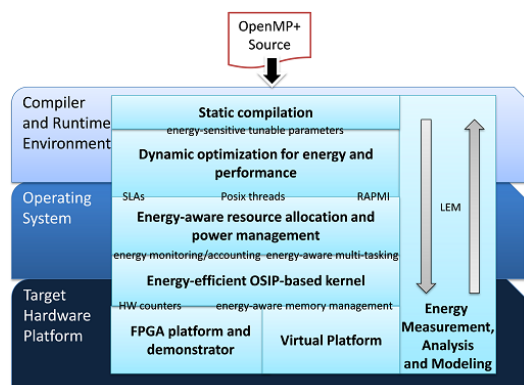 OpenMP+
Source
Compiler
and Runtime
Environment
Static compilation
energy-sensitive tunable parameters
Dynamic optimization for energy and
performance
SLAs Posix threads RAPMI
Operating
System
Energy-aware resource allocation and
power management
energy monitoring/accounting energy-aware multi-tasking
Energy-efficient OSIP-based kernel
Target
Hardware
Platform
HW counters energy-aware memory management
FPGA platform and
demonstrator
Virtual Platform
LEM
Energy
Measurement,
Analysis
and Modeling